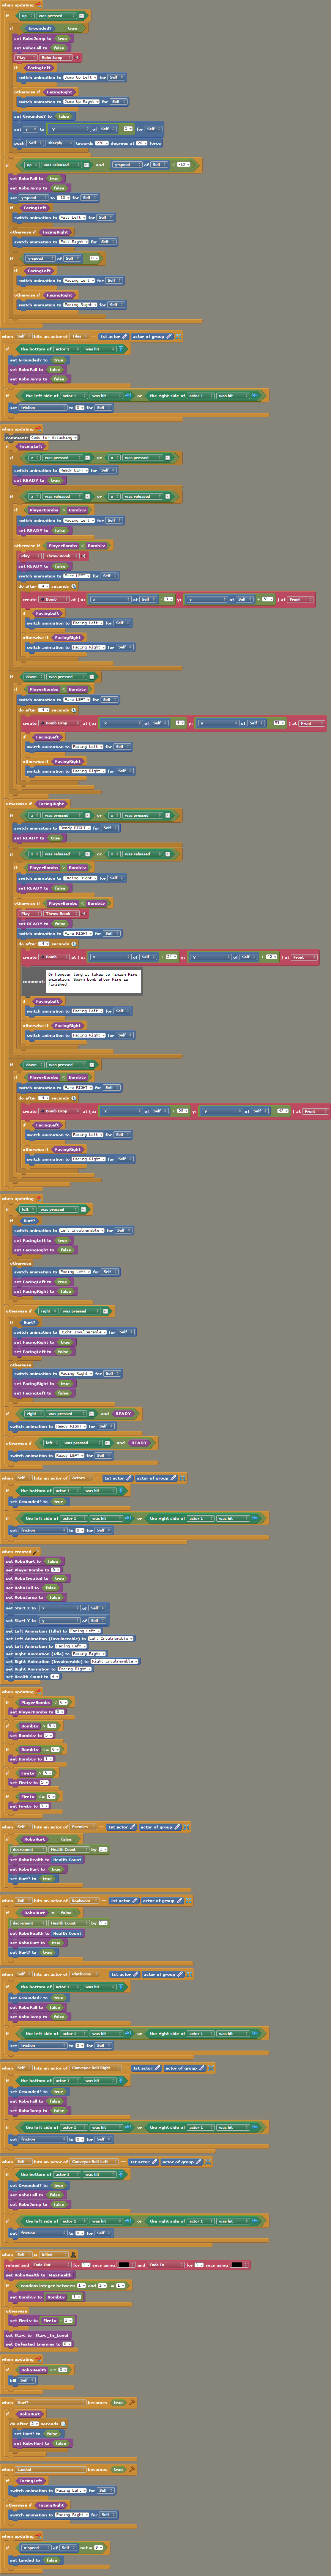 when updating
if up was pressed
if Grounded? = true
set RoboJump to true
set RoboFall to false
Play Robo Jump
if FacingLeft
switch animation to Jump Up Left for Self
otherwise if FacingRight
switch animation to Jump Up Right for Self
set Grounded? to false
set y to y of Self for Self
push Self sharply towards 270 degrees at force
if up was released and y-speed of Self < -10
set RoboFall to true
set RoboJump to false
set y-speed to -10 for Self
if FacingLeft
switch animation to Fall Left for Self
otherwise if FacingRight
switch animation to Fall Right for Self
if y-speed of Self = 0
if FacingLeft
switch animation to Facing Left for Self
otherwise if FacingRight
switch animation to Facing Right for Self
when Self hits an actor of Tiles 1st actor actor of group
if the bottom of actor 1 was hit
set Grounded? to true
set RoboFall to false
set RoboJump to false
if the left side of actor 1 was hit or the right side of actor 1 was hit
set friction to 0 for Self
when updating
comment: Code For Attacking
if FacingLeft
if z was pressed or x was pressed
switch animation to Ready LEFT for Self
set READY to true
if z was released or x was released
if PlayerBombs = Bomblv
switch animation to Facing Left for Self
set READY to false
otherwise if PlayerBombs < Bomblv
Play Throw Bomb
set READY to false
switch animation to Fire LEFT for Self
do after seconds
create Bomb at ( x: x of Self y: y of Self ) at Front
if FacingLeft
switch animation to Facing Left for Self
otherwise if FacingRight
switch animation to Facing Right for Self
if down was pressed
if PlayerBombs < Bomblv
switch animation to Fire LEFT for Self
do after seconds
create Bomb Drop at ( x: x of Self y: y of Self ) at Front
if FacingLeft
switch animation to Facing Left for Self
otherwise if FacingRight
switch animation to Facing Right for Self
otherwise if FacingRight
if z was pressed or x was pressed
switch animation to Ready RIGHT for Self
set READY to true
if z was released or x was released
if PlayerBombs = Bomblv
switch animation to Facing Right for Self
set READY to false
otherwise if PlayerBombs < Bomblv
Play Throw Bomb
set READY to false
switch animation to Fire RIGHT for Self
do after seconds
create Bomb at ( x: x of Self y: y of Self ) at Front
comment: Or however long it takes to finish Fire animation. Spawn bomb after Fire is finished
if FacingLeft
switch animation to Facing Left for Self
otherwise if FacingRight
switch animation to Facing Right for Self
if down was pressed
if PlayerBombs < Bomblv
switch animation to Fire RIGHT for Self
do after seconds
create Bomb Drop at ( x: x of Self y: y of Self ) at Front
if FacingLeft
switch animation to Facing Left for Self
otherwise if FacingRight
switch animation to Facing Right for Self
when updating
if left was pressed
if Hurt?
switch animation to Left Invulnerable for Self
set FacingLeft to true
set FacingRight to false
otherwise
switch animation to Facing Left for Self
set FacingLeft to true
set FacingRight to false
otherwise if right was pressed
if Hurt?
switch animation to Right Invulnerable for Self
set FacingRight to true
set FacingLeft to false
otherwise
switch animation to Facing Right for Self
set FacingRight to true
set FacingLeft to false
if right was pressed and READY
switch animation to Ready RIGHT for Self
otherwise if left was pressed and READY
switch animation to Ready LEFT for Self
when Self hits an actor of Actors 1st actor actor of group
if the bottom of actor 1 was hit
set Grounded? to true
if the left side of actor 1 was hit or the right side of actor 1 was hit
set friction to 0 for Self
when created
set RoboHurt to false
set PlayerBombs to 0
set RoboCreated to true
set RoboFall to false
set RoboJump to false
set Start X to x of Self
set Start Y to y of Self
set Left Animation (Idle) to Facing Left
set Left Animation (Invulnerable) to Left Invulnerable
set Left Animation to Facing Left
set Right Animation (Idle) to Facing Right
set Right Animation (Invulnerable) to Right Invulnerable
set Right Animation to Facing Right
set Health Count to
when updating
if PlayerBombs < 0
set PlayerBombs to 0
if Bomblv > 5
set Bomblv to 5
if Bomblv <= 0
set Bomblv to 1
if Firelv > 5
set Firelv to 5
if Firelv <= 0
set Firelv to 1
when Self hits an actor of Enemies 1st actor actor of group
if RoboHurt = false
decrement Health Count by 1
set RoboHealth to Health Count
set RoboHurt to true
set Hurt? to true
when Self hits an actor of Explosion 1st actor actor of group
if RoboHurt = false
decrement Health Count by 1
set RoboHealth to Health Count
set RoboHurt to true
set Hurt? to true
when Self hits an actor of Platforms 1st actor actor of group
if the bottom of actor 1 was hit
set Grounded? to true
set RoboFall to false
set RoboJump to false
if the left side of actor 1 was hit or the right side of actor 1 was hit
set friction to 0 for Self
when Self hits an actor of Conveyor Belt Right 1st actor actor of group
if the bottom of actor 1 was hit
set Grounded? to true
set RoboFall to false
set RoboJump to false
if the left side of actor 1 was hit or the right side of actor 1 was hit
set friction to 0 for Self
when Self hits an actor of Conveyor Belt Left 1st actor actor of group
if the bottom of actor 1 was hit
set Grounded? to true
set RoboFall to false
set RoboJump to false
if the left side of actor 1 was hit or the right side of actor 1 was hit
set friction to 0 for Self
when Self is killed
reload and Fade Out for secs using and Fade In for secs using
set RoboHealth to MaxHealth
if random integer between 1 and 2 = 1
set Bomblv to Bomblv - 1
otherwise
set Firelv to Firelv - 1
set Stars to Stars_In_Level
set Defeated Enemies to 0
when updating
if RoboHealth <= 0
kill Self
when Hurt? becomes true
if RoboHurt
do after 2 seconds
set Hurt? to false
set RoboHurt to false
when Landed becomes true
if FacingLeft
switch animation to Facing Left for Self
otherwise if FacingRight
switch animation to Facing Right for Self
when updating
if y-speed of Self not = 0
set Landed to false